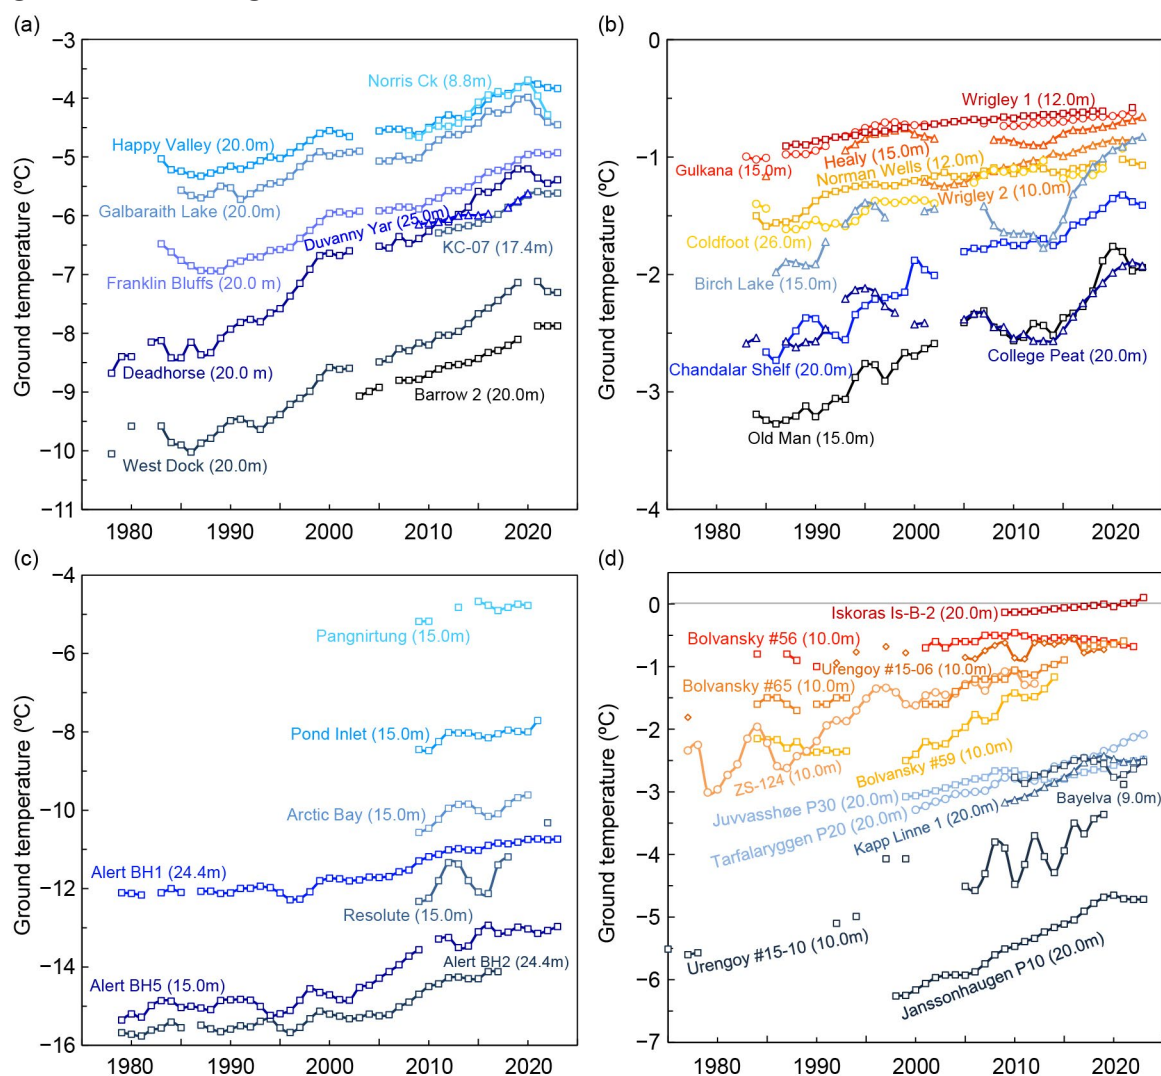 (a)
−3
−4
−5
−6
−7
−8
−9
−10
−11
Ground temperature (ºC)
Norris Ck (8.8m)
Happy Valley (20.0m)
Galbaraith Lake (20.0m)
Duvanny Yar (25.0m)
KC-07 (17.4m)
Franklin Bluffs (20.0 m)
Deadhorse (20.0 m)
Barrow 2 (20.0m)
West Dock (20.0m)
1980 1990 2000 2010 2020
(b)
0
−1
−2
−3
−4
Ground temperature (ºC)
Wrigley 1 (12.0m)
Gulkana (15.0m)
Healy (15.0m)
Norman Wells (12.0m)
Wrigley 2 (10.0m)
Coldfoot (26.0m)
Birch Lake (15.0m)
Chandalar Shelf (20.0m)
College Peat (20.0m)
Old Man (15.0m)
1980 1990 2000 2010 2020
(c)
−4
−6
−8
−10
−12
−14
−16
Ground temperature (ºC)
Pangnirtung (15.0m)
Pond Inlet (15.0m)
Arctic Bay (15.0m)
Alert BH1 (24.4m)
Resolute (15.0m)
Alert BH2 (24.4m)
Alert BH5 (15.0m)
1980 1990 2000 2010 2020
(d)
0
−1
−2
−3
−4
−5
−6
−7
Ground temperature (ºC)
Iskoras Is-B-2 (20.0m)
Bolvansky #56 (10.0m)
Urengoy #15-06 (10.0m)
Bolvansky #65 (10.0m)
ZS-124 (10.0m)
Bolvansky #59 (10.0m)
Juvvasshøe P30 (20.0m)
Tarfalaryggen P20 (20.0m)
Kapp Linne 1 (20.0m)
Bayelva (9.0m)
Urengoy #15-10 (10.0m)
Janssonhaugen P10 (20.0m)
1980 1990 2000 2010 2020